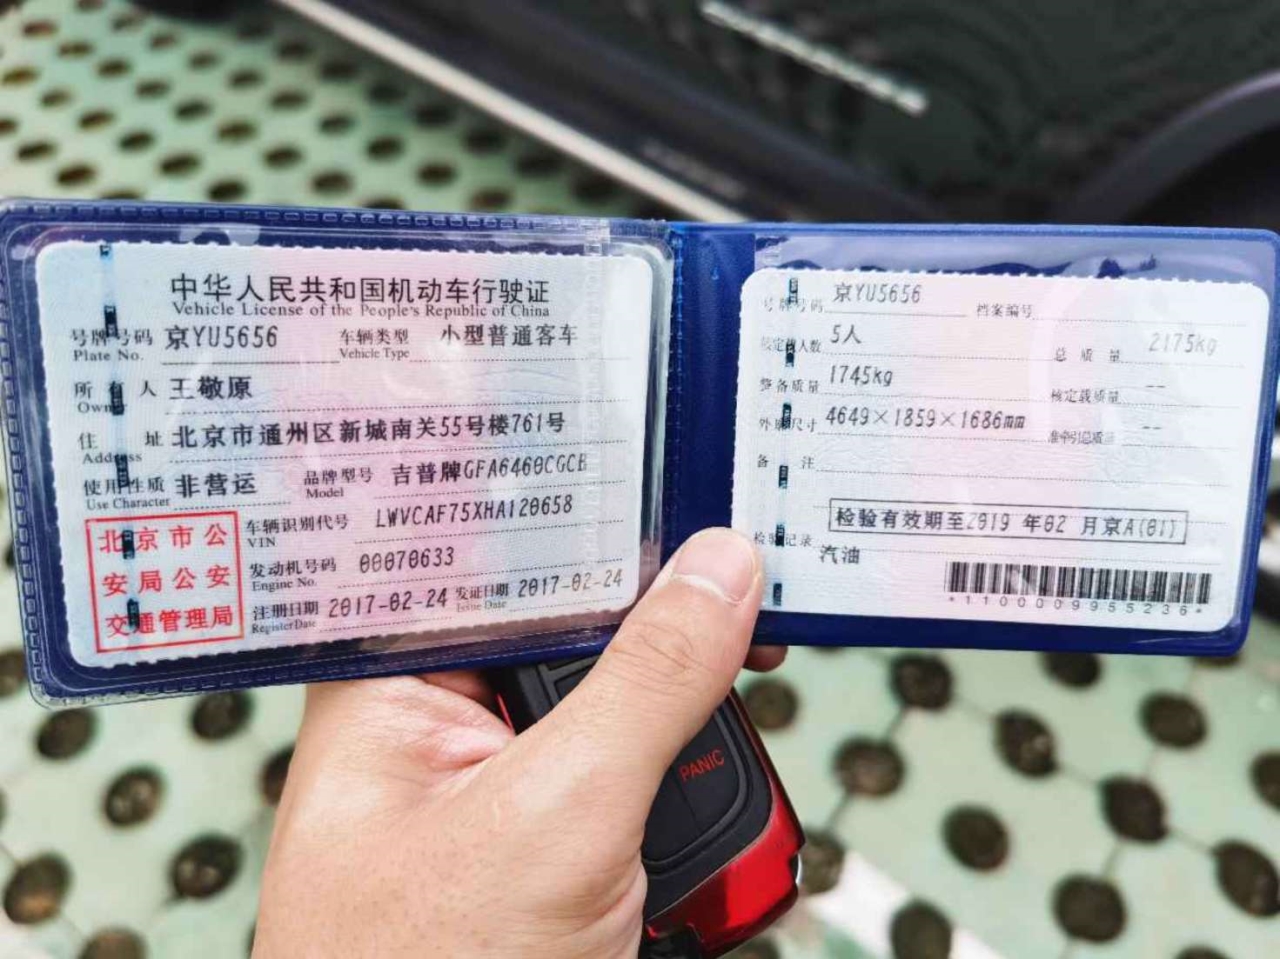 中华人民共和国机动车行驶证
Vehicle License of the People's Republic of China
号牌号码 京YU5656 车辆类型 小型普通客车
Plate No. Vehicle Type
所有人 王敬原
Owner
住址 北京市通州区新城南关55号楼761号
Address
使用性质 非营运 品牌型号 吉普牌GFA6460CGCB
Use Character Model
北京市公
安局公安
交通管理局
车辆识别代号 LWVCAF75XHA120658
VIN
发动机号码 00070633
Engine No.
注册日期 2017-02-24 发证日期 2017-02-24
Register Date Issue Date
号牌号码 京YU5656 档案编号
核定载人数 5人 总质量 2175kg
整备质量 1745kg 核定载质量 --
外廓尺寸 4649×1859×1686mm 准牵引总质量 --
备注
检验有效期至2019年02月京A(01)
检验记录
汽油
*1100009955236*
PANIC